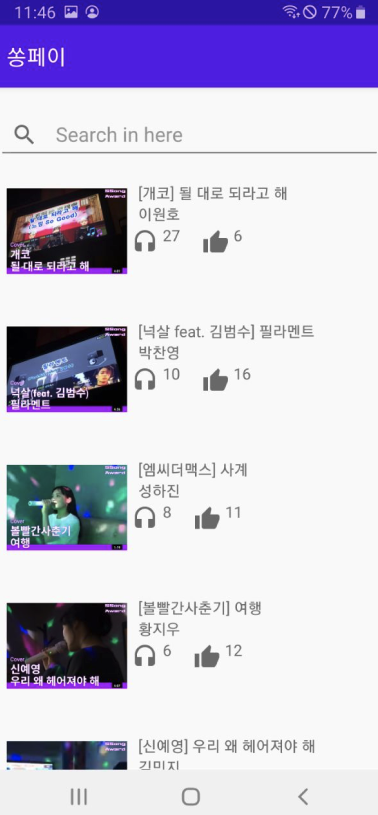 11:46
77%
쏭페이
Search in here
SSong
Award
Cover
개코
될 대로 되라고 해
[개코] 될 대로 되라고 해
이원호
27
6
SSong
Award
넉살(feat. 김범수)
필라멘트
[넉살 feat. 김범수] 필라멘트
박찬영
10
16
SSong
Award
Cover
볼빨간사춘기
여행
[엠씨더맥스] 사계
성하진
8
11
SSong
Award
Cover
신예영
우리 왜 헤어져야 해
[볼빨간사춘기] 여행
황지우
6
12
SSong
Award
[신예영] 우리 왜 헤어져야 해
김민지